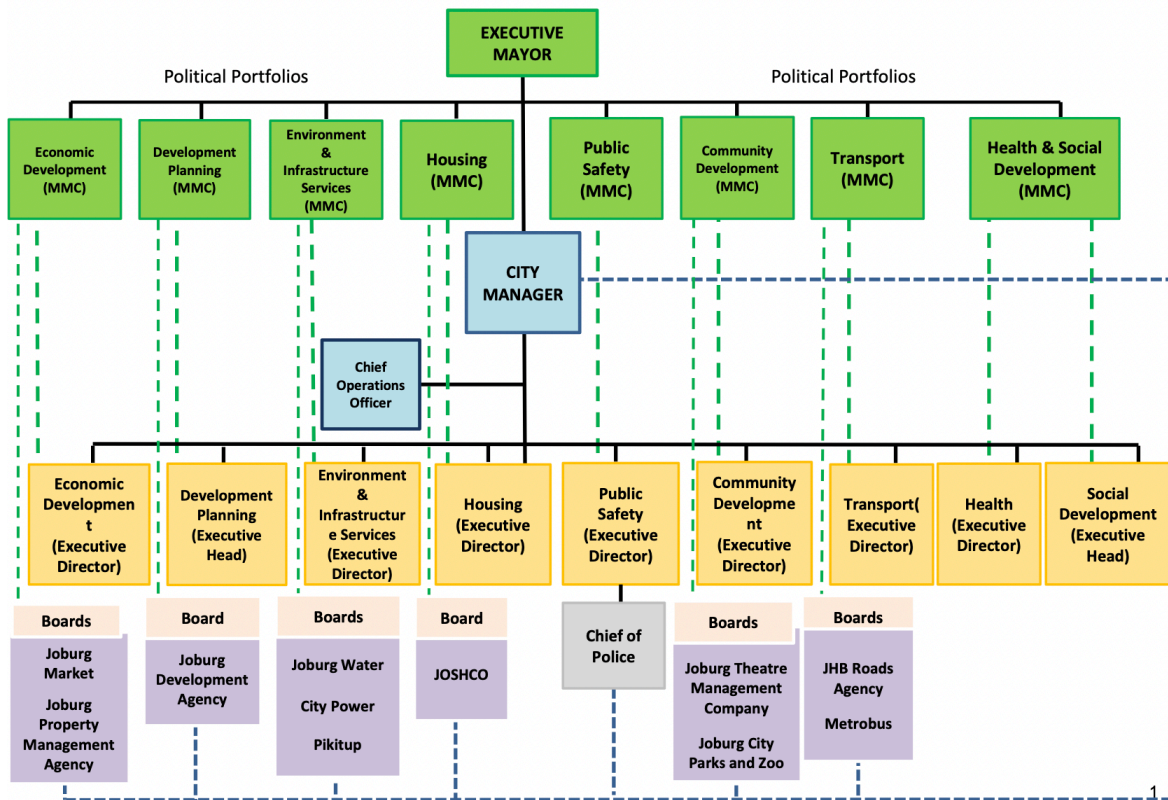 EXECUTIVE
MAYOR
Political Portfolios
Political Portfolios
Economic
Development
(MMC)
Development
Planning
(MMC)
Environment
&
Infrastructure
Services
(MMC)
Housing
(MMC)
Public
Safety
(MMC)
Community
Development
(MMC)
Transport
(MMC)
Health & Social
Development
(MMC)
CITY
MANAGER
Chief
Operations
Officer
Economic
Developmen
t
(Executive
Director)
Development
Planning
(Executive
Head)
Environment
&
Infrastructur
e Services
(Executive
Director)
Housing
(Executive
Director)
Public
Safety
(Executive
Director)
Community
Developme
nt
(Executive
Director)
Transport(
Executive
Director)
Health
(Executive
Director)
Social
Development
(Executive
Head)
Boards
Joburg
Market
Joburg
Property
Management
Agency
Board
Joburg
Development
Agency
Boards
Joburg Water
City Power
Pikitup
Board
JOSHCO
Chief of
Police
Boards
Joburg Theatre
Management
Company
Joburg City
Parks and Zoo
Boards
JHB Roads
Agency
Metrobus
1